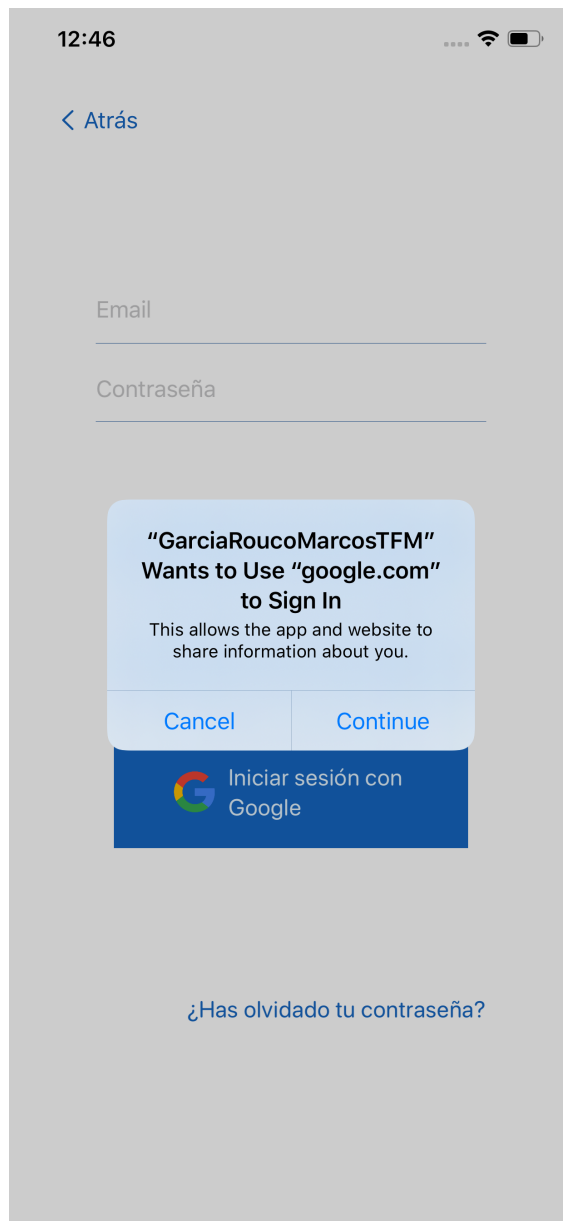 12:46
Atrás
Email
Contraseña
“GarciaRoucoMarcosTFM”
Wants to Use “google.com”
to Sign In
This allows the app and website to
share information about you.
Cancel
Continue
Iniciar sesión con
Google
¿Has olvidado tu contraseña?